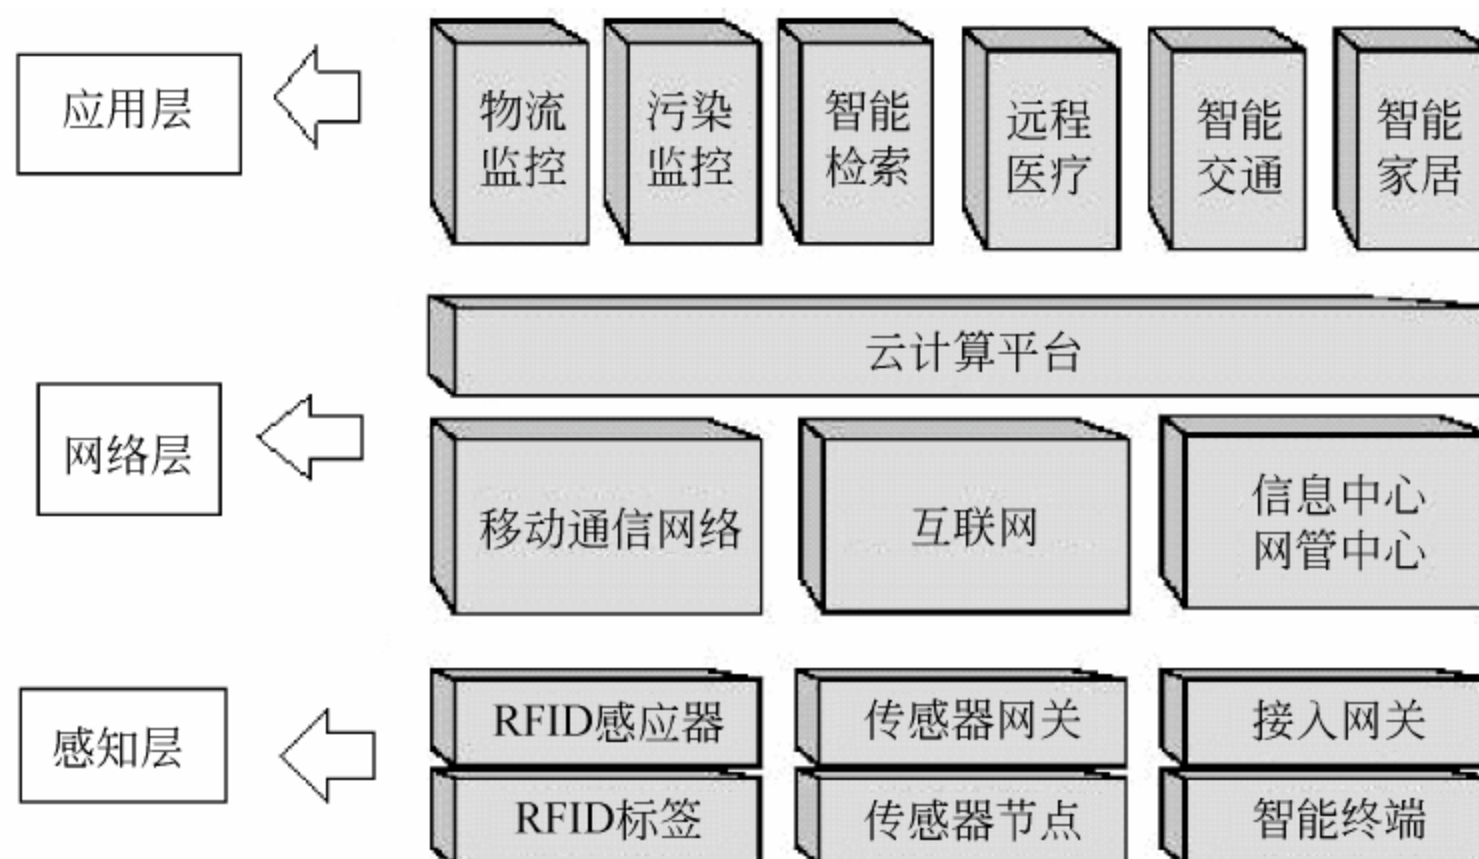 应用层
物流
监控
污染
监控
智能
检索
远程
医疗
智能
交通
智能
家居
云计算平台
网络层
移动通信网络
互联网
信息中心
网管中心
感知层
RFID感应器
传感器网关
接入网关
RFID标签
传感器节点
智能终端